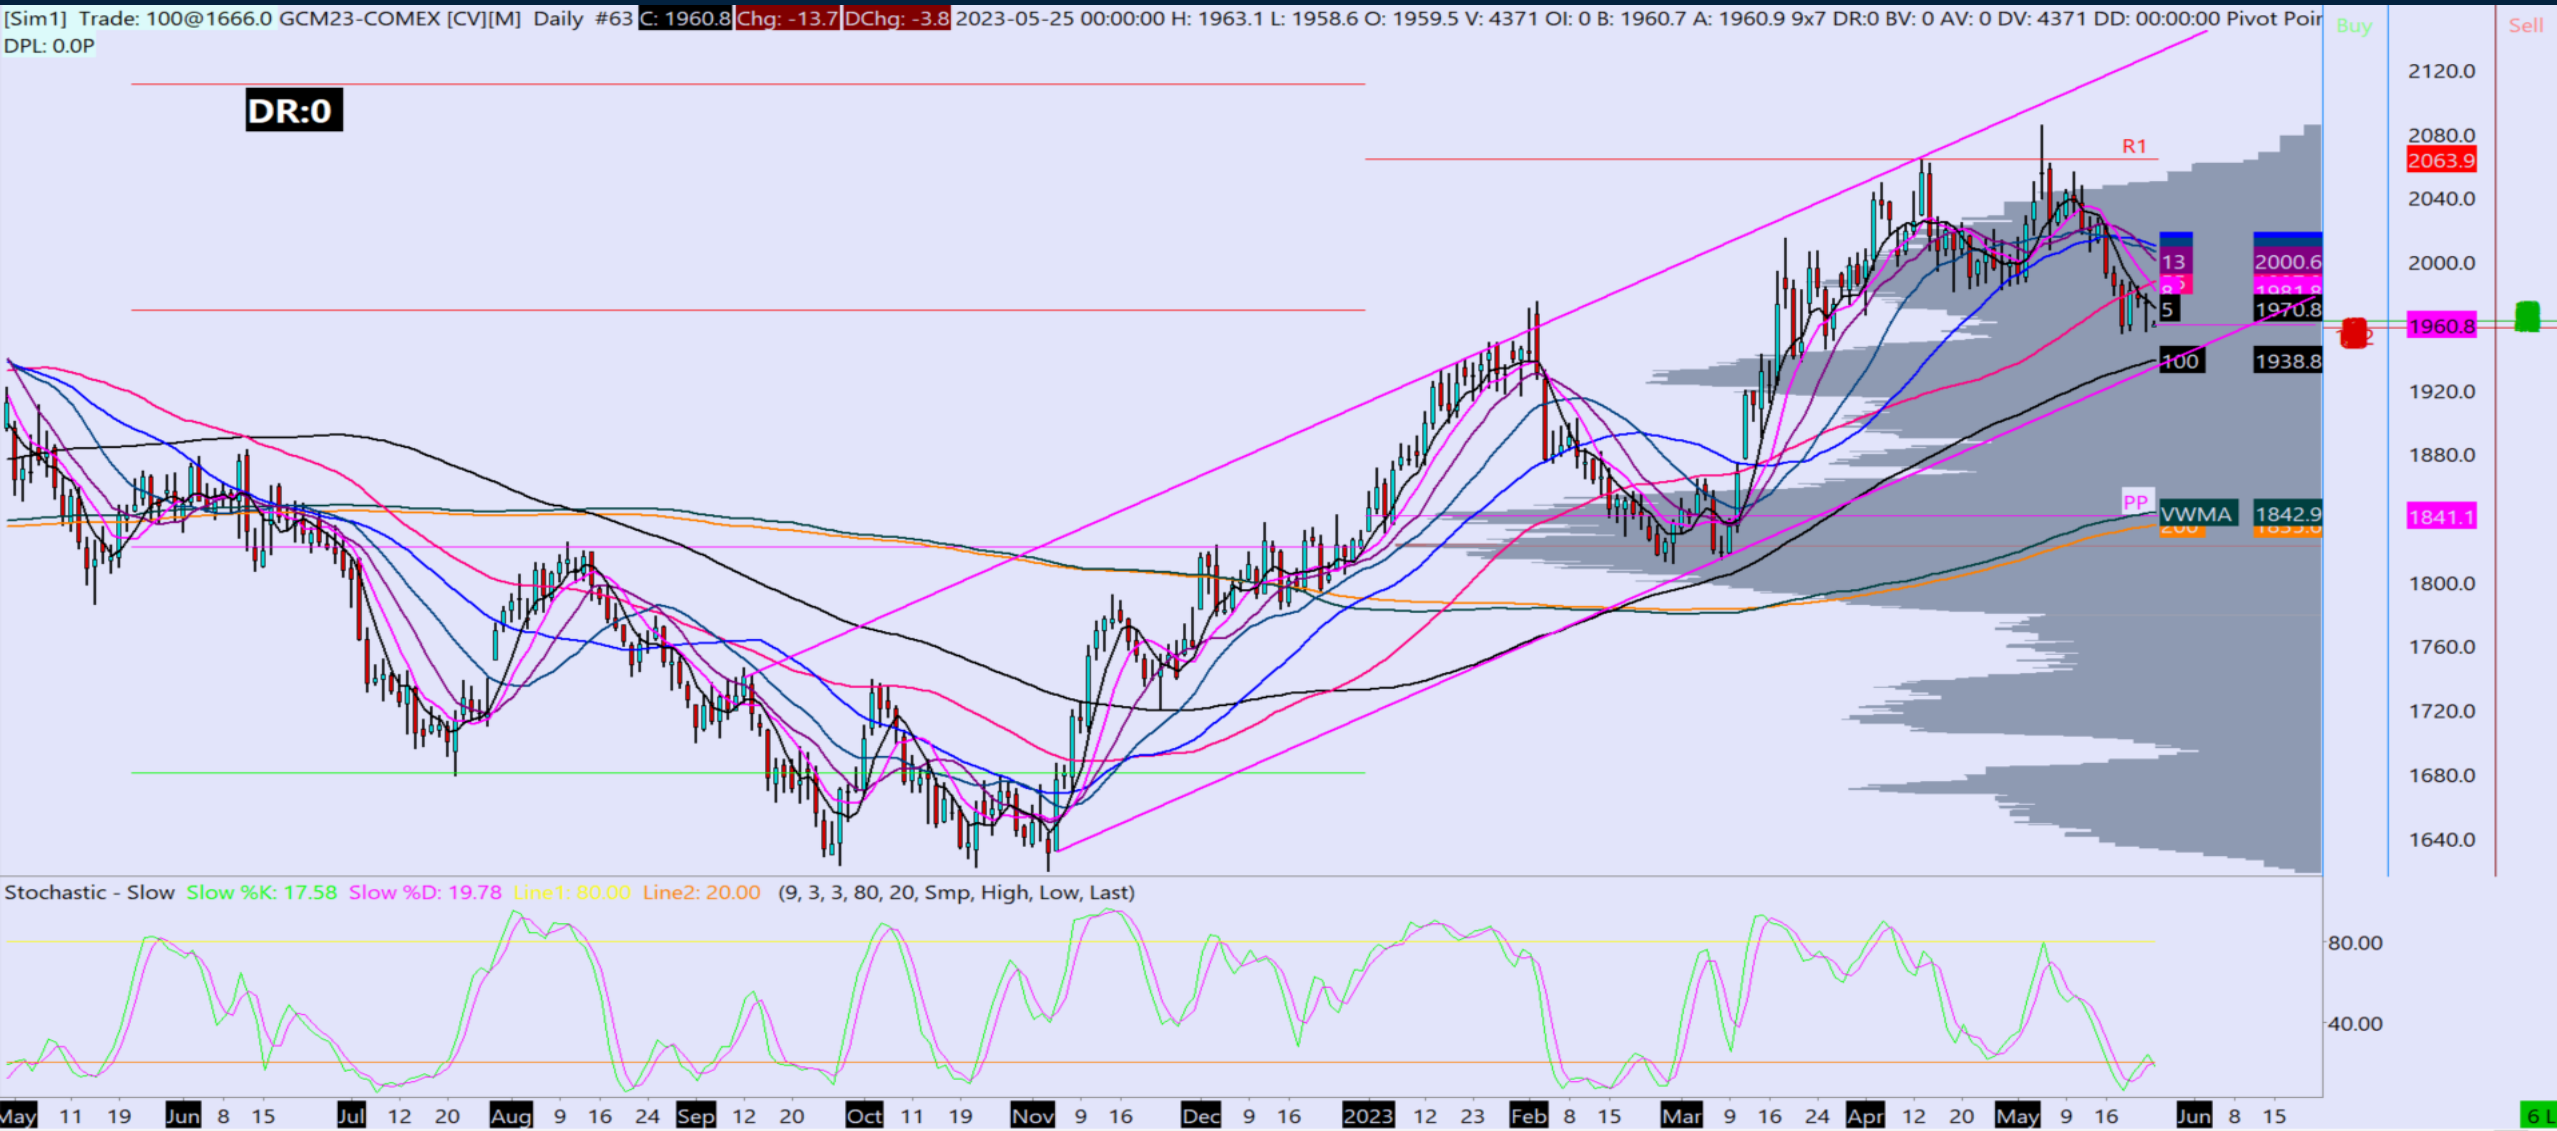 [Sim1] Trade: 100@1666.0 GCM23-COMEX [CV][M] Daily #63 C: 1960.8 Chg: -13.7 DChg: -3.8 2023-05-25 00:00:00 H: 1963.1 L: 1958.6 O: 1959.5 V: 4371 OI: 0 B: 1960.7 A: 1960.9 9x7 DR:0 BV: 0 AV: 0 DV: 4371 DD: 00:00:00 Pivot Poin
DPL: 0.0P
Buy
Sell
DR:0
2120.0
2080.0
R1
2063.9
2040.0
2000.0
13 2000.6
8 1981.8
5 1970.8
1960.8
100 1938.8
1920.0
1880.0
PP
VWMA 1842.9
1841.1
200
1800.0
1760.0
1720.0
1680.0
1640.0
Stochastic - Slow Slow %K: 17.58 Slow %D: 19.78 Line1: 80.00 Line2: 20.00 (9, 3, 3, 80, 20, Smp, High, Low, Last)
80.00
40.00
May 11 19 Jun 8 15 Jul 12 20 Aug 9 16 24 Sep 12 20 Oct 11 19 Nov 9 16 Dec 9 16 2023 12 23 Feb 8 15 Mar 9 16 24 Apr 12 20 May 9 16 Jun 8 15
6 L